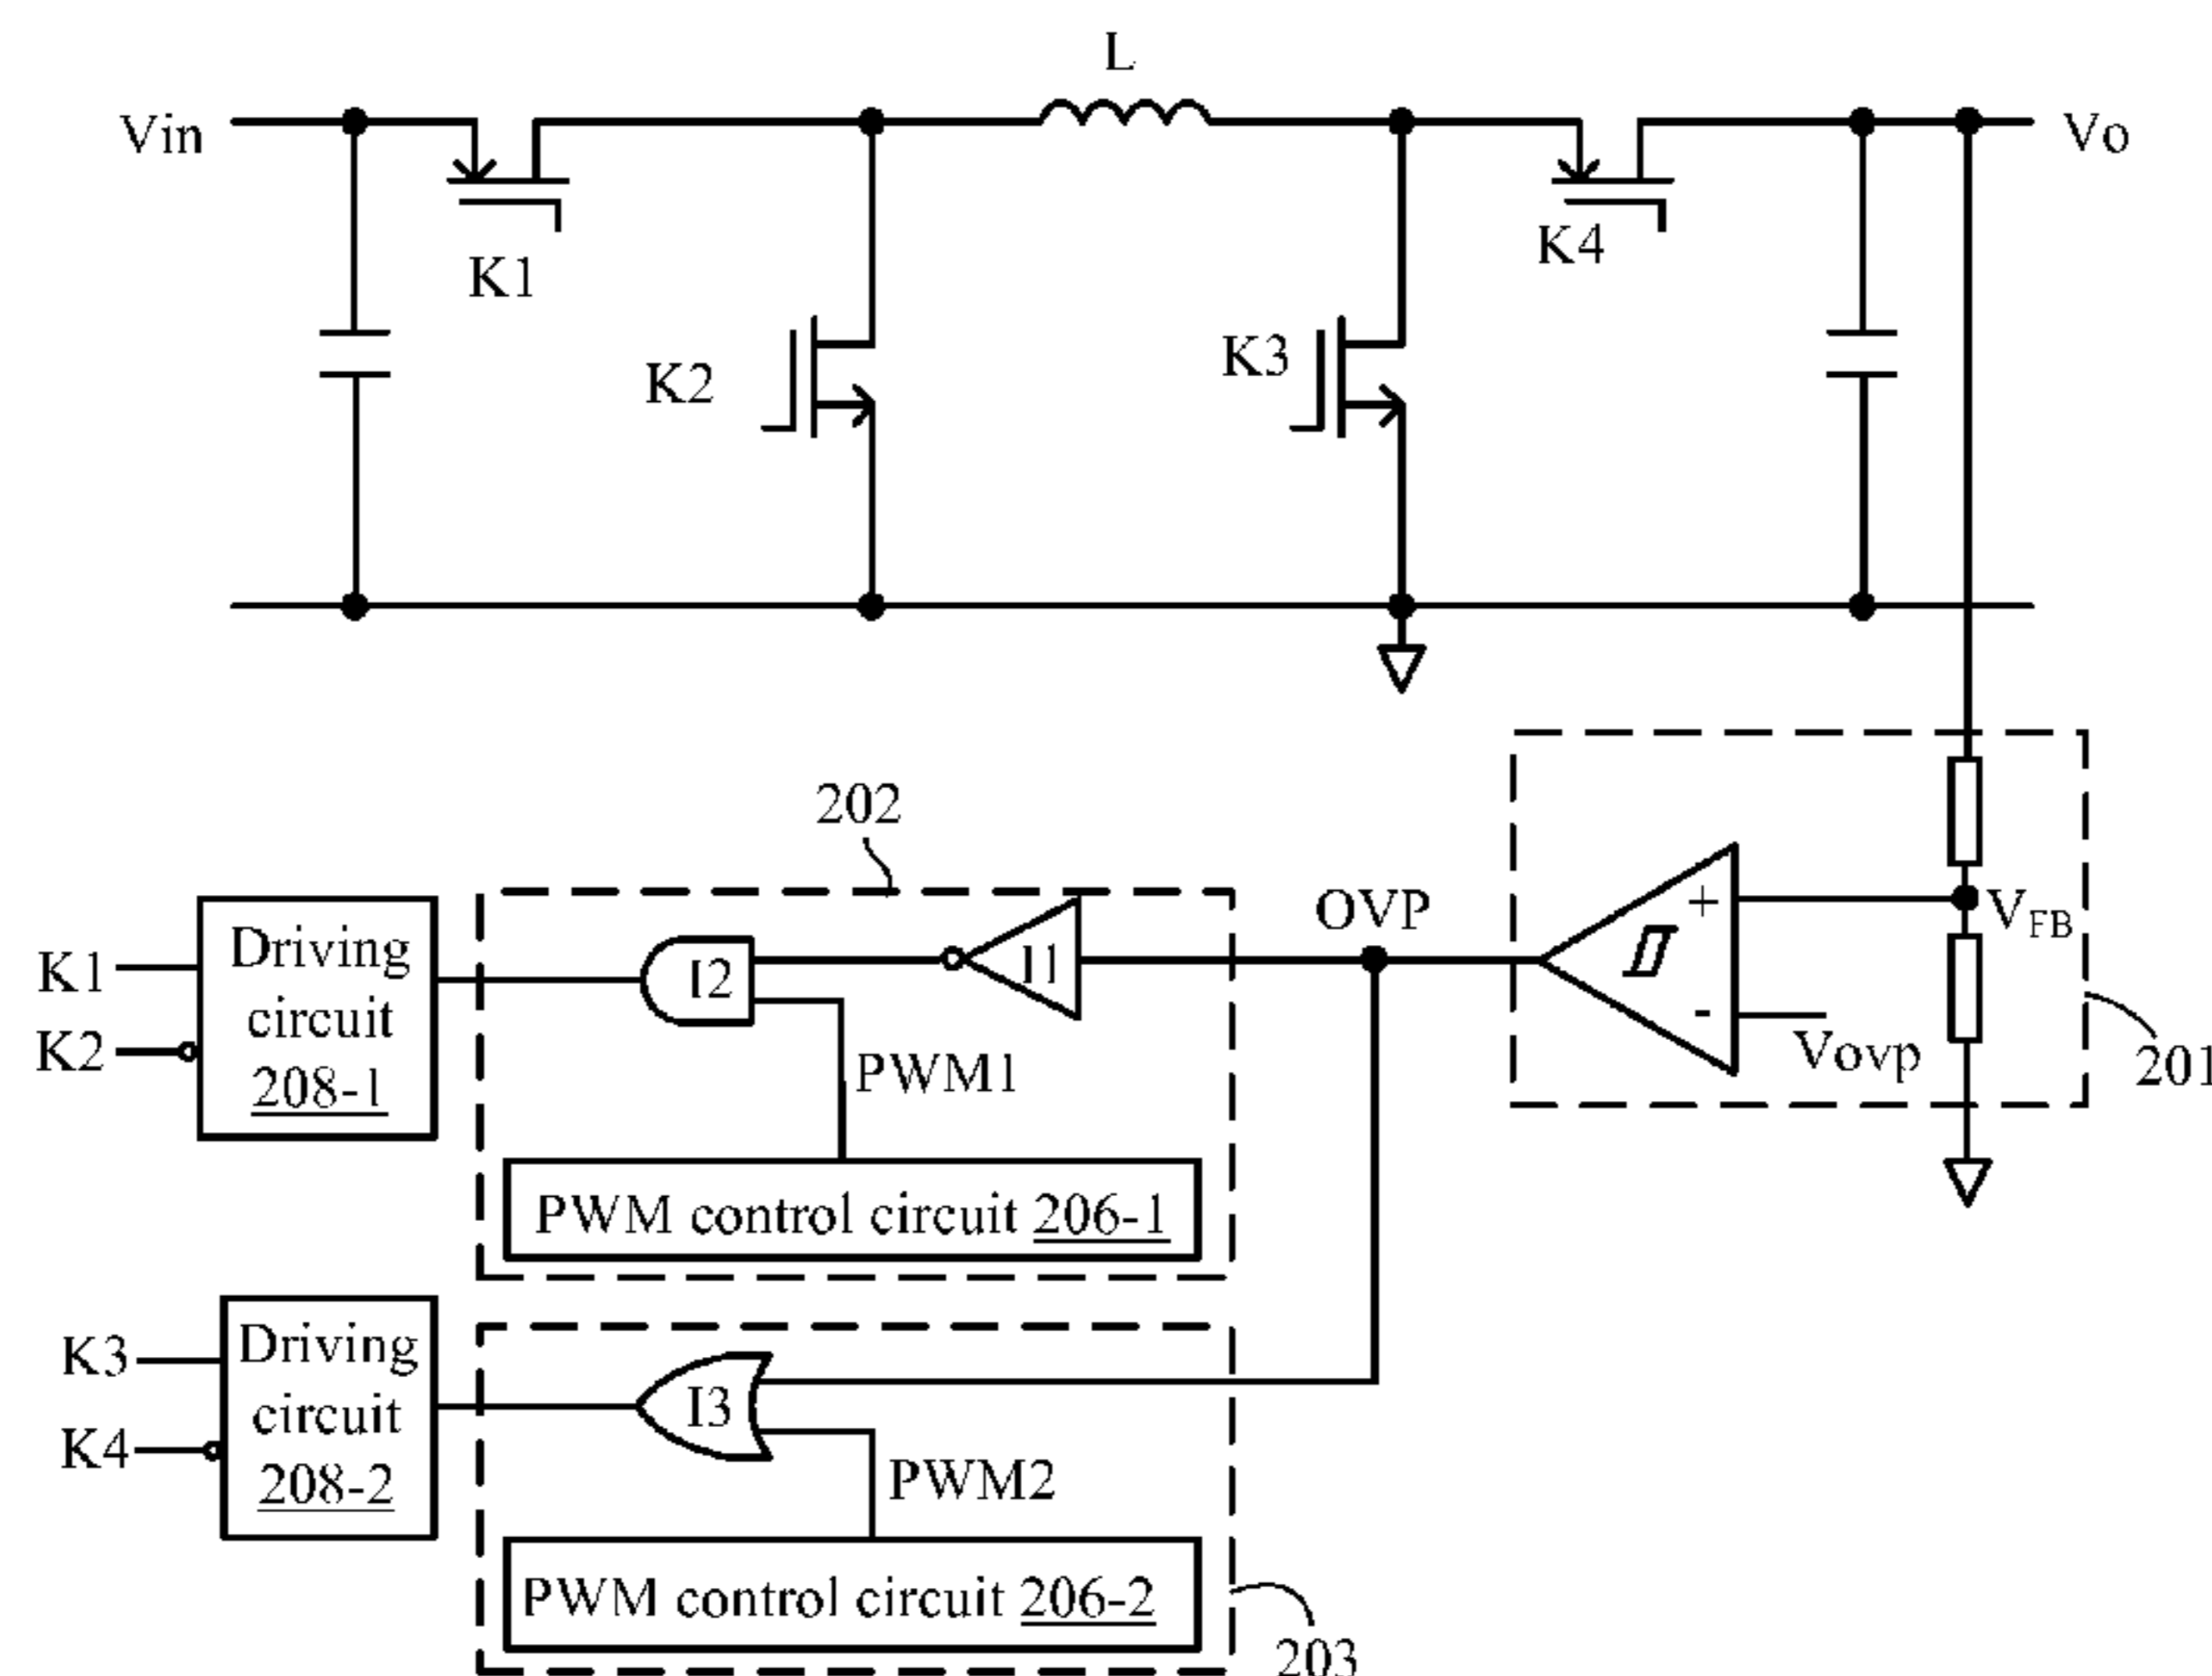 L
Vin
Vo
K1
K4
K2
K3
202
OVP
+
V_FB
-
Vovp
201
I1
I2
K1
K2
Driving
circuit
208-1
PWM1
PWM control circuit 206-1
K3
K4
Driving
circuit
208-2
I3
PWM2
PWM control circuit 206-2
203